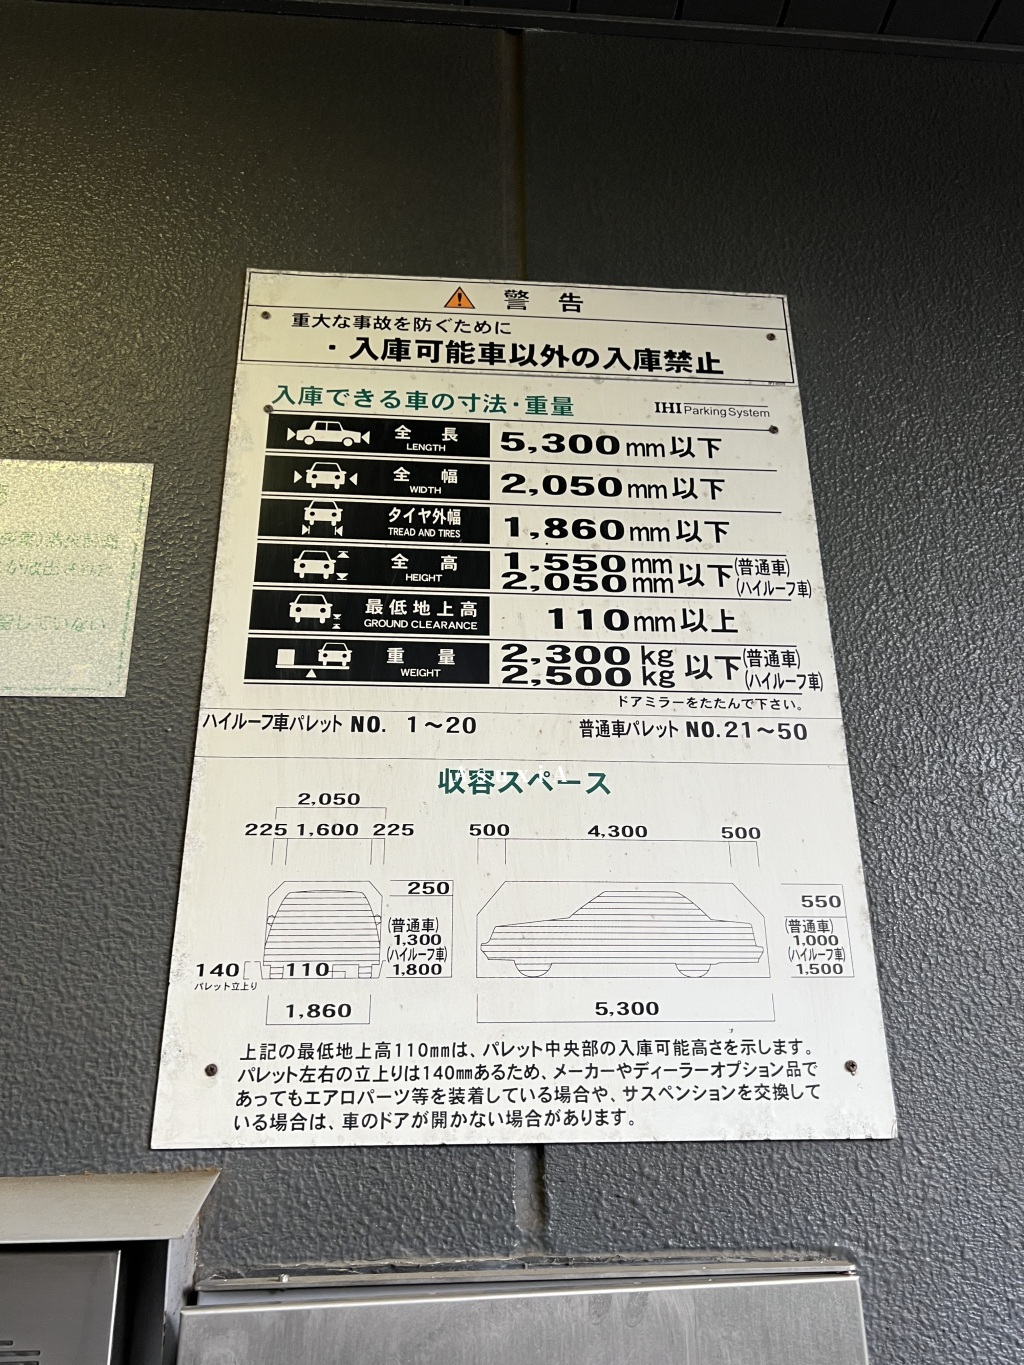 警告
重大な事故を防ぐために
・入庫可能車以外の入庫禁止
入庫できる車の寸法・重量
IHI Parking System
全長 LENGTH 5,300mm以下
全幅 WIDTH 2,050mm以下
タイヤ外幅 TREAD AND TIRES 1,860mm以下
全高 HEIGHT 1,550mm 2,050mm 以下 (普通車) (ハイルーフ車)
最低地上高 GROUND CLEARANCE 110mm以上
重量 WEIGHT 2,300kg 2,500kg 以下 (普通車) (ハイルーフ車)
ドアミラーをたたんで下さい。
ハイルーフ車パレット NO. 1～20 普通車パレット NO.21～50
収容スペース
2,050
225 1,600 225 500 4,300 500
250 550
(普通車) (普通車)
1,300 1,000
(ハイルーフ車) (ハイルーフ車)
140 110 1,800 1,500
パレット立上り
1,860 5,300
上記の最低地上高110mmは、パレット中央部の入庫可能高さを示します。
パレット左右の立上りは140mmあるため、メーカーやディーラーオプション品で
あってもエアロパーツ等を装着している場合や、サスペンションを交換して
いる場合は、車のドアが開かない場合があります。